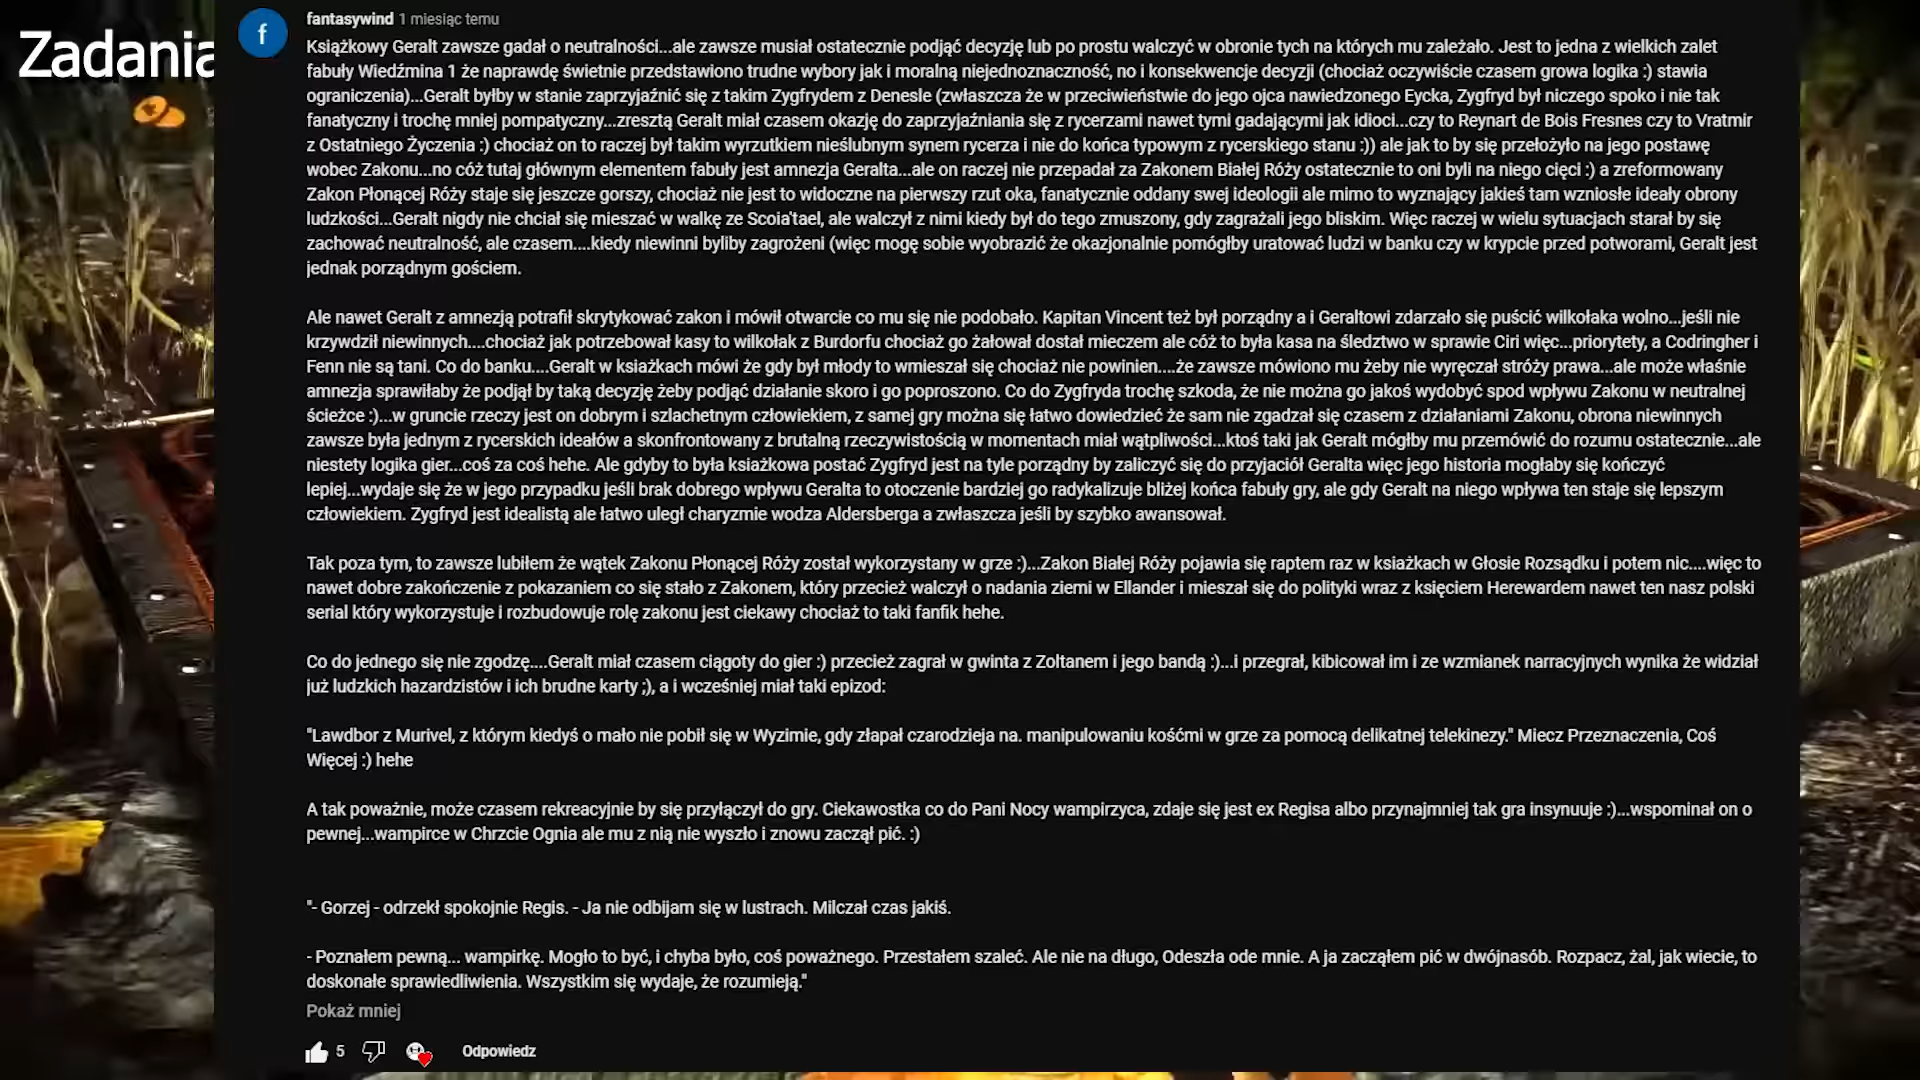 Zadania
f
fantasywind 1 miesiąc temu
Książkowy Geralt zawsze gadał o neutralności...ale zawsze musiał ostatecznie podjąć decyzję lub po prostu walczyć w obronie tych na których mu zależało. Jest to jedna z wielkich zalet
fabuły Wiedźmina 1 że naprawdę świetnie przedstawiono trudne wybory jak i moralną niejednoznaczność, no i konsekwencje decyzji (chociaż oczywiście czasem growa logika :) stawia
ograniczenia)...Geralt byłby w stanie zaprzyjaźnić się z takim Zygfrydem z Denesle (zwłaszcza że w przeciwieństwie do jego ojca nawiedzonego Eycka, Zygfryd był niczego spoko i nie tak
fanatyczny i trochę mniej pompatyczny...zresztą Geralt miał czasem okazję do zaprzyjaźniania się z rycerzami nawet tymi gadającymi jak idioci...czy to Reynart de Bois Fresnes czy to Vratmir
z Ostatniego Życzenia :) chociaż on to raczej był takim wyrzutkiem nieślubnym synem rycerza i nie do końca typowym z rycerskiego stanu :)) ale jak to by się przełożyło na jego postawę
wobec Zakonu...no cóż tutaj głównym elementem fabuły jest amnezja Geralta...ale on raczej nie przepadał za Zakonem Białej Róży ostatecznie to oni byli na niego cięci :) a zreformowany
Zakon Płonącej Róży staje się jeszcze gorszy, chociaż nie jest to widoczne na pierwszy rzut oka, fanatycznie oddany swej ideologii ale mimo to wyznający jakieś tam wzniosłe ideały obrony
ludzkości...Geralt nigdy nie chciał się mieszać w walkę ze Scoia'tael, ale walczył z nimi kiedy był do tego zmuszony, gdy zagrażali jego bliskim. Więc raczej w wielu sytuacjach starał by się
zachować neutralność, ale czasem....kiedy niewinni byliby zagrożeni (więc mogę sobie wyobrazić że okazjonalnie pomógłby uratować ludzi w banku czy w krypcie przed potworami, Geralt jest
jednak porządnym gościem.
Ale nawet Geralt z amnezją potrafił skrytykować zakon i mówił otwarcie co mu się nie podobało. Kapitan Vincent też był porządny a i Geraltowi zdarzało się puścić wilkołaka wolno...jeśli nie
krzywdził niewinnych....chociaż jak potrzebował kasy to wilkołak z Burdorfu chociaż go żałował dostał mieczem ale cóż to była kasa na śledztwo w sprawie Ciri więc...priorytety, a Codringher i
Fenn nie są tani. Co do banku....Geralt w ksiażkach mówi że gdy był młody to wmieszał się chociaż nie powinien....że zawsze mówiono mu żeby nie wyręczał stróży prawa...ale może właśnie
amnezja sprawiłaby że podjął by taką decyzję żeby podjąć działanie skoro i go poproszono. Co do Zygfryda trochę szkoda, że nie można go jakoś wydobyć spod wpływu Zakonu w neutralnej
ścieżce :)...w gruncie rzeczy jest on dobrym i szlachetnym człowiekiem, z samej gry można się łatwo dowiedzieć że sam nie zgadzał się czasem z działaniami Zakonu, obrona niewinnych
zawsze była jednym z rycerskich ideałów a skonfrontowany z brutalną rzeczywistością w momentach miał wątpliwości...ktoś taki jak Geralt mógłby mu przemówić do rozumu ostatecznie...ale
niestety logika gier...coś za coś hehe. Ale gdyby to była ksiażkowa postać Zygfryd jest na tyle porządny by zaliczyć się do przyjaciół Geralta więc jego historia mogłaby się kończyć
lepiej...wydaje się że w jego przypadku jeśli brak dobrego wpływu Geralta to otoczenie bardziej go radykalizuje bliżej końca fabuły gry, ale gdy Geralt na niego wpływa ten staje się lepszym
człowiekiem. Zygfryd jest idealistą ale łatwo uległ charyzmie wodza Aldersberga a zwłaszcza jeśli by szybko awansował.
Tak poza tym, to zawsze lubiłem że wątek Zakonu Płonącej Róży został wykorzystany w grze :)...Zakon Białej Róży pojawia się raptem raz w książkach w Głosie Rozsądku i potem nic....więc to
nawet dobre zakończenie z pokazaniem co się stało z Zakonem, który przecież walczył o nadania ziemi w Ellander i mieszał się do polityki wraz z księciem Herewardem nawet ten nasz polski
serial który wykorzystuje i rozbudowuje rolę zakonu jest ciekawy chociaż to taki fanfik hehe.
Co do jednego się nie zgodzę....Geralt miał czasem ciągoty do gier :) przecież zagrał w gwinta z Zoltanem i jego bandą :)...i przegrał, kibicował im i ze wzmianek narracyjnych wynika że widział
już ludzkich hazardzistów i ich brudne karty ;), a i wcześniej miał taki epizod:
"Lawdbor z Murivel, z którym kiedyś o mało nie pobił się w Wyzimie, gdy złapał czarodzieja na. manipulowaniu kośćmi w grze za pomocą delikatnej telekinezy." Miecz Przeznaczenia, Coś
Więcej :) hehe
A tak poważnie, może czasem rekreacyjnie by się przyłączył do gry. Ciekawostka co do Pani Nocy wampirzyca, zdaje się jest ex Regisa albo przynajmniej tak gra insynuuje :)...wspominał on o
pewnej...wampirce w Chrzcie Ognia ale mu z nią nie wyszło i znowu zaczął pić. :)
"- Gorzej - odrzekł spokojnie Regis. - Ja nie odbijam się w lustrach. Milczał czas jakiś.
- Poznałem pewną... wampirkę. Mogło to być, i chyba było, coś poważnego. Przestałem szaleć. Ale nie na długo, Odeszła ode mnie. A ja zacząłem pić w dwójnasób. Rozpacz, żal, jak wiecie, to
doskonałe sprawiedliwienia. Wszystkim się wydaje, że rozumieją."
Pokaż mniej
5 Odpowiedz